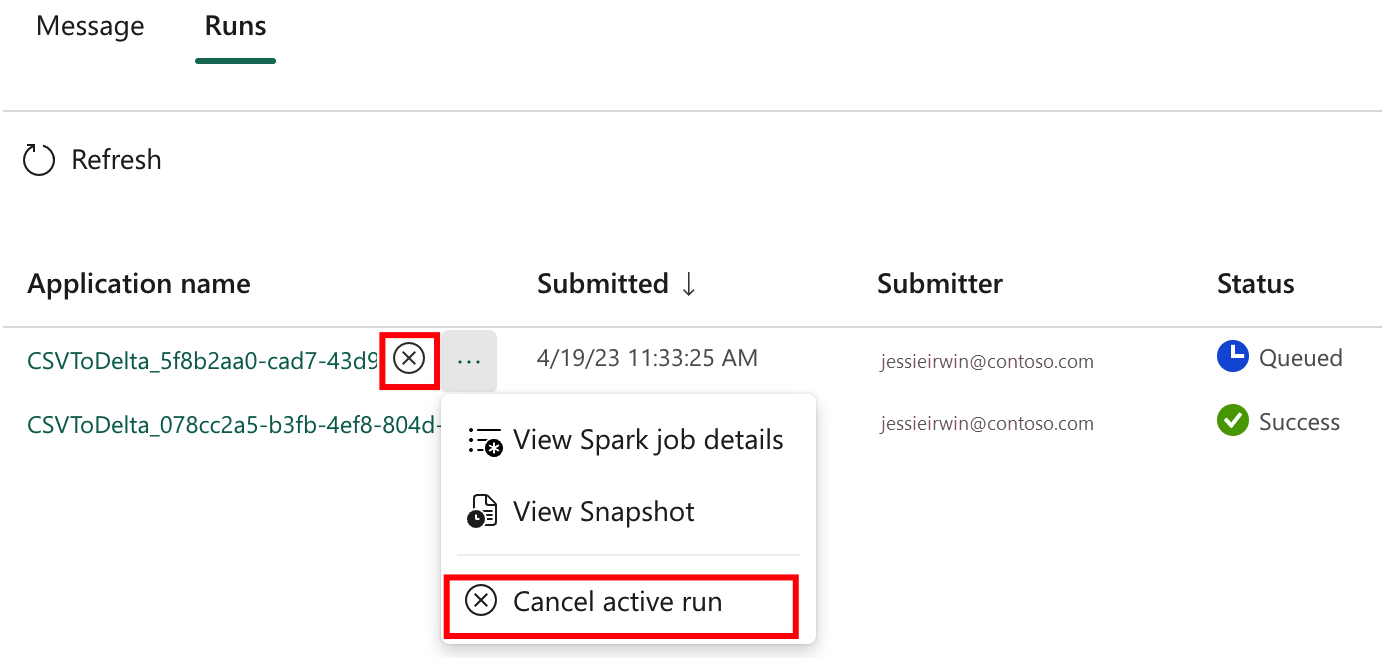 Message Runs
Refresh
Application name Submitted ↓ Submitter Status
CSVToDelta_5f8b2aa0-cad7-43d9 ... 4/19/23 11:33:25 AM jessieirwin@contoso.com Queued
CSVToDelta_078cc2a5-b3fb-4ef8-804d- jessieirwin@contoso.com Success
View Spark job details
View Snapshot
Cancel active run